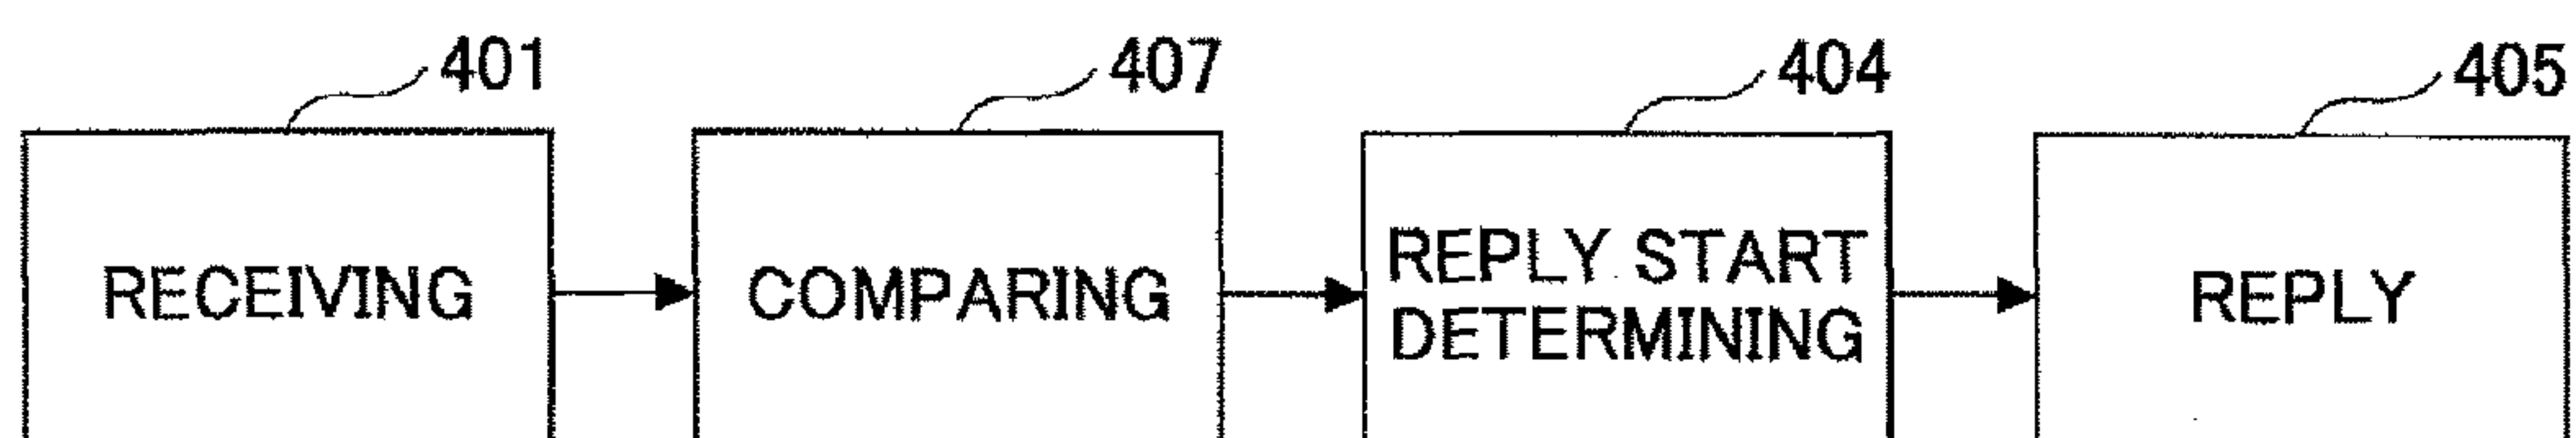 401
407
404
405
RECEIVING
COMPARING
REPLY START
DETERMINING
REPLY